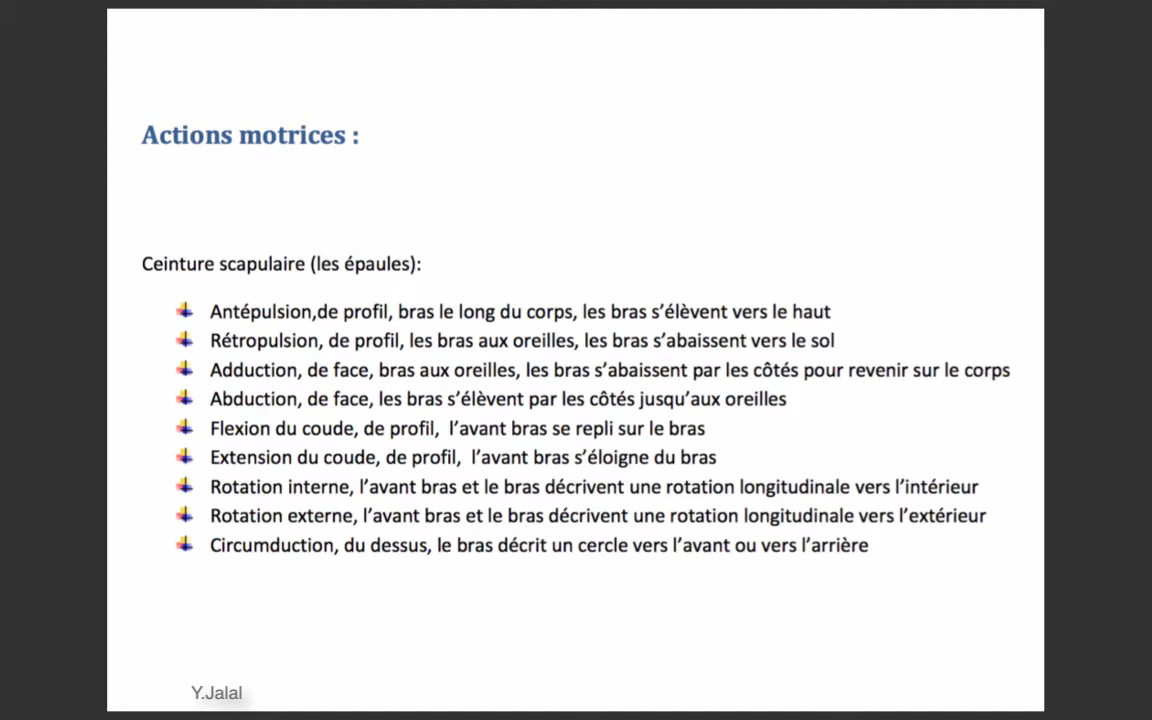 Actions motrices :
Ceinture scapulaire (les épaules):
Antépulsion,de profil, bras le long du corps, les bras s’élèvent vers le haut
Rétropulsion, de profil, les bras aux oreilles, les bras s’abaissent vers le sol
Adduction, de face, bras aux oreilles, les bras s’abaissent par les côtés pour revenir sur le corps
Abduction, de face, les bras s’élèvent par les côtés jusqu’aux oreilles
Flexion du coude, de profil, l’avant bras se repli sur le bras
Extension du coude, de profil, l’avant bras s’éloigne du bras
Rotation interne, l’avant bras et le bras décrivent une rotation longitudinale vers l’intérieur
Rotation externe, l’avant bras et le bras décrivent une rotation longitudinale vers l’extérieur
Circumduction, du dessus, le bras décrit un cercle vers l’avant ou vers l’arrière
Y.Jalal